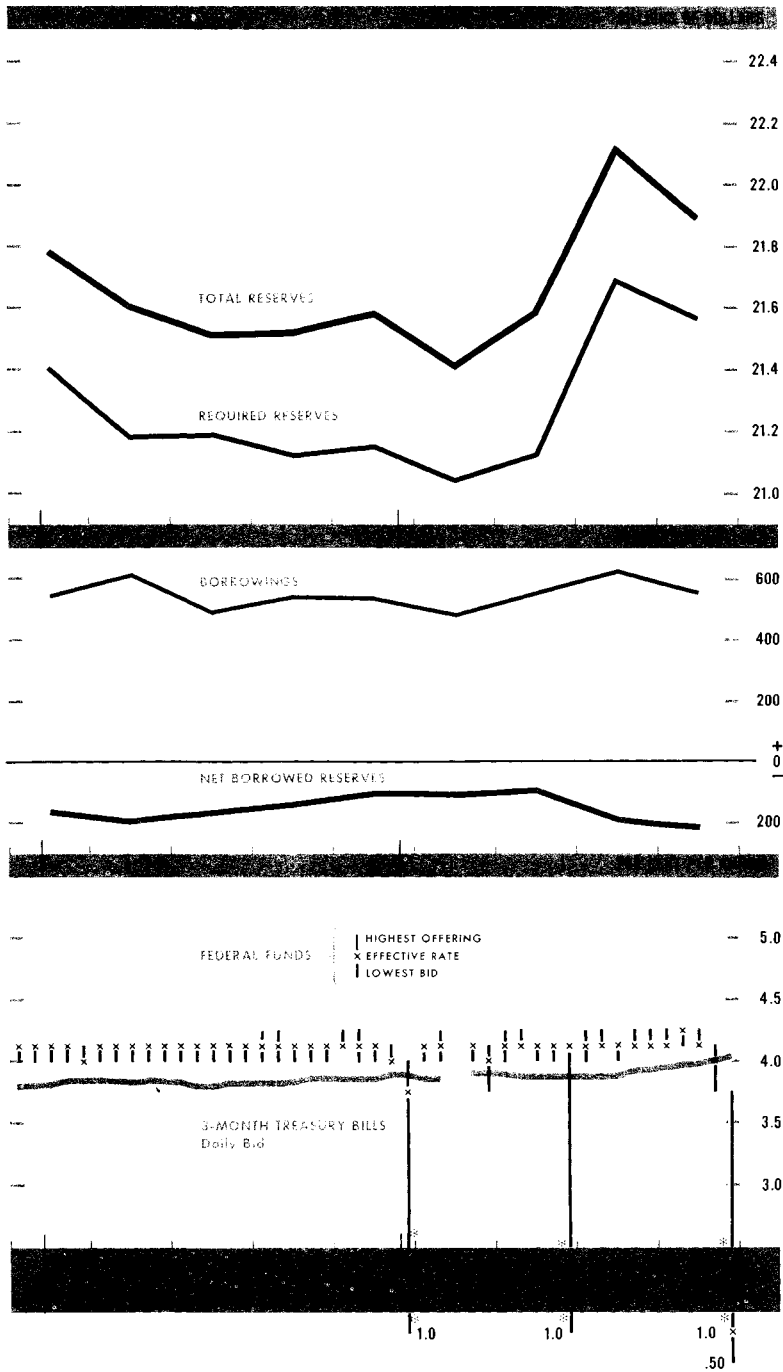 22.4
22.2
22.0
21.8
TOTAL RESERVES
21.6
21.4
REQUIRED RESERVES
21.2
21.0
BORROWINGS
600
400
200
+
0
−
NET BORROWED RESERVES
200
5.0
FEDERAL FUNDS
HIGHEST OFFERING
x EFFECTIVE RATE
LOWEST BID
4.5
4.0
3-MONTH TREASURY BILLS
Daily Bid
3.5
3.0
1.0
1.0
1.0
.50